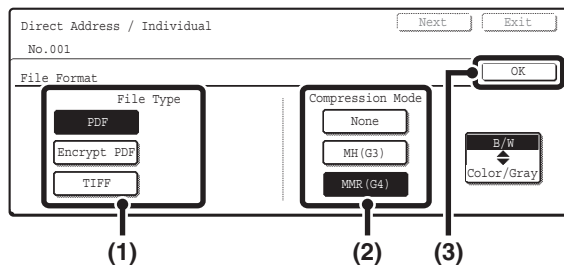 Direct Address / Individual
Next
Exit
No.001
File Format
OK
File Type
Compression Mode
PDF
Encrypt PDF
TIFF
None
MH(G3)
MMR(G4)
B/W
Color/Gray
(1)
(2)
(3)